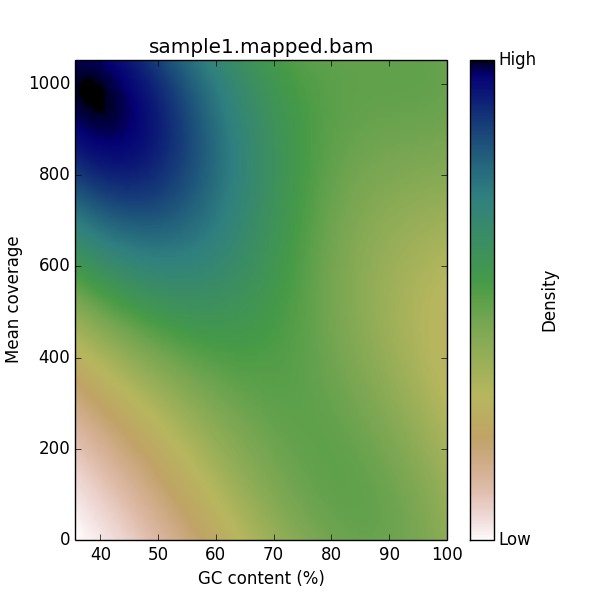 sample1.mapped.bam
High
1000
800
600
400
200
0
Mean coverage
Density
Low
40 50 60 70 80 90 100
GC content (%)